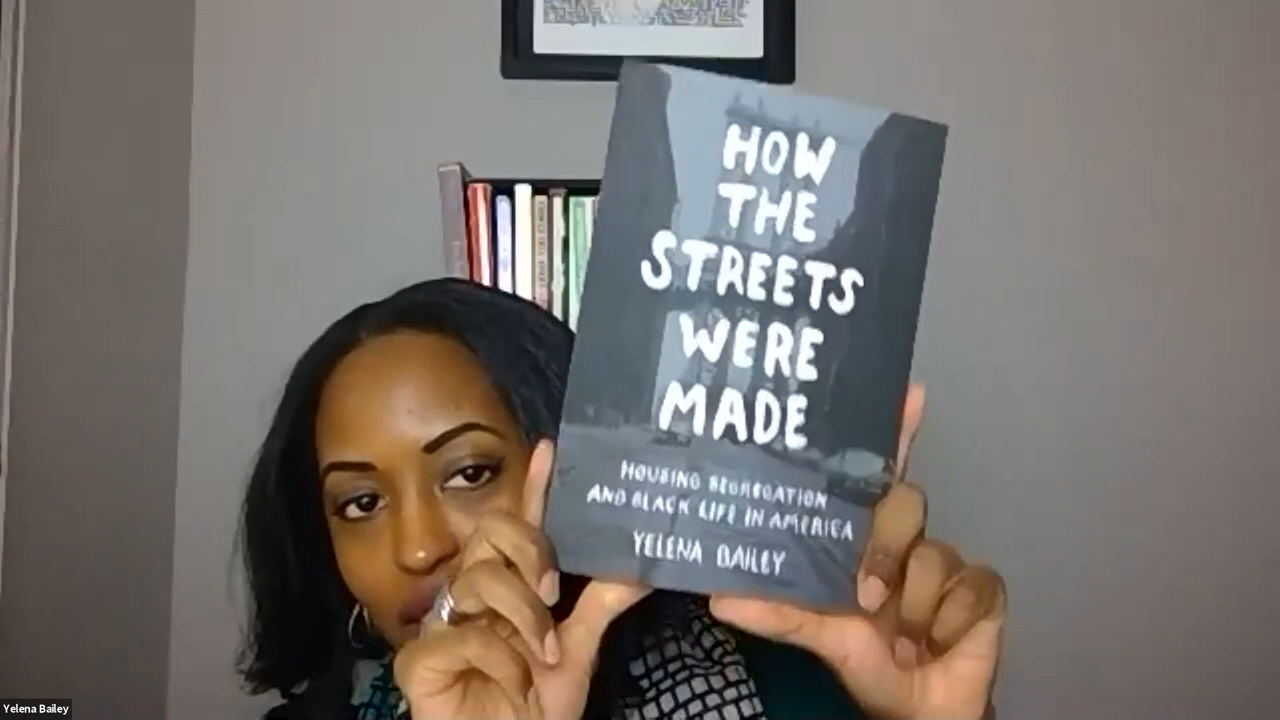 HOW
THE
STREETS
WERE
MADE
HOUSING SEGREGATION
AND BLACK LIFE IN AMERICA
YELENA BAILEY
Yelena Bailey